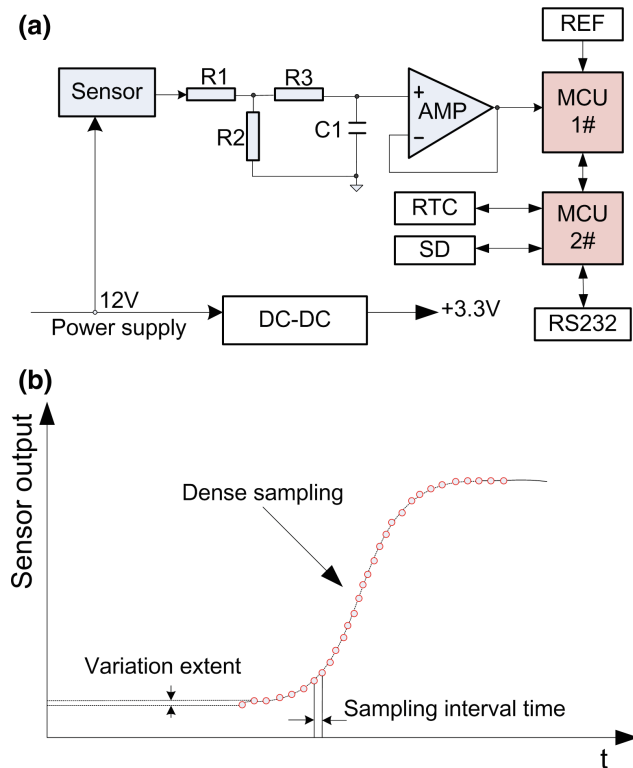 (a)
REF
Sensor
R1
R3
R2
C1
+
−
AMP
MCU
1#
RTC
SD
MCU
2#
12V
Power supply
DC-DC
+3.3V
RS232
(b)
Sensor output
Dense sampling
Variation extent
Sampling interval time
t